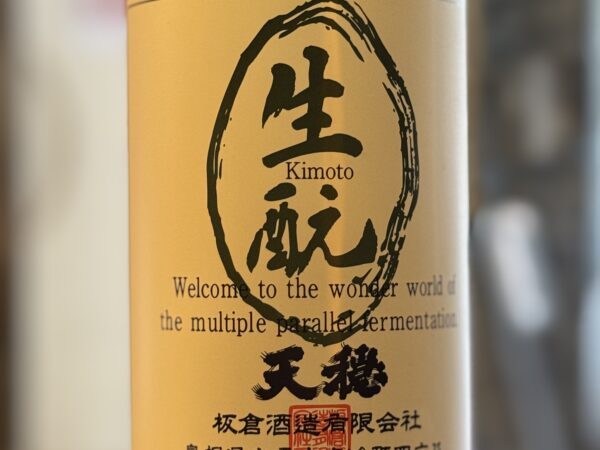 生
Kimoto
酛
Welcome to the wonder world of
the multiple parallel fermentation
天穏
板倉酒造有限会社